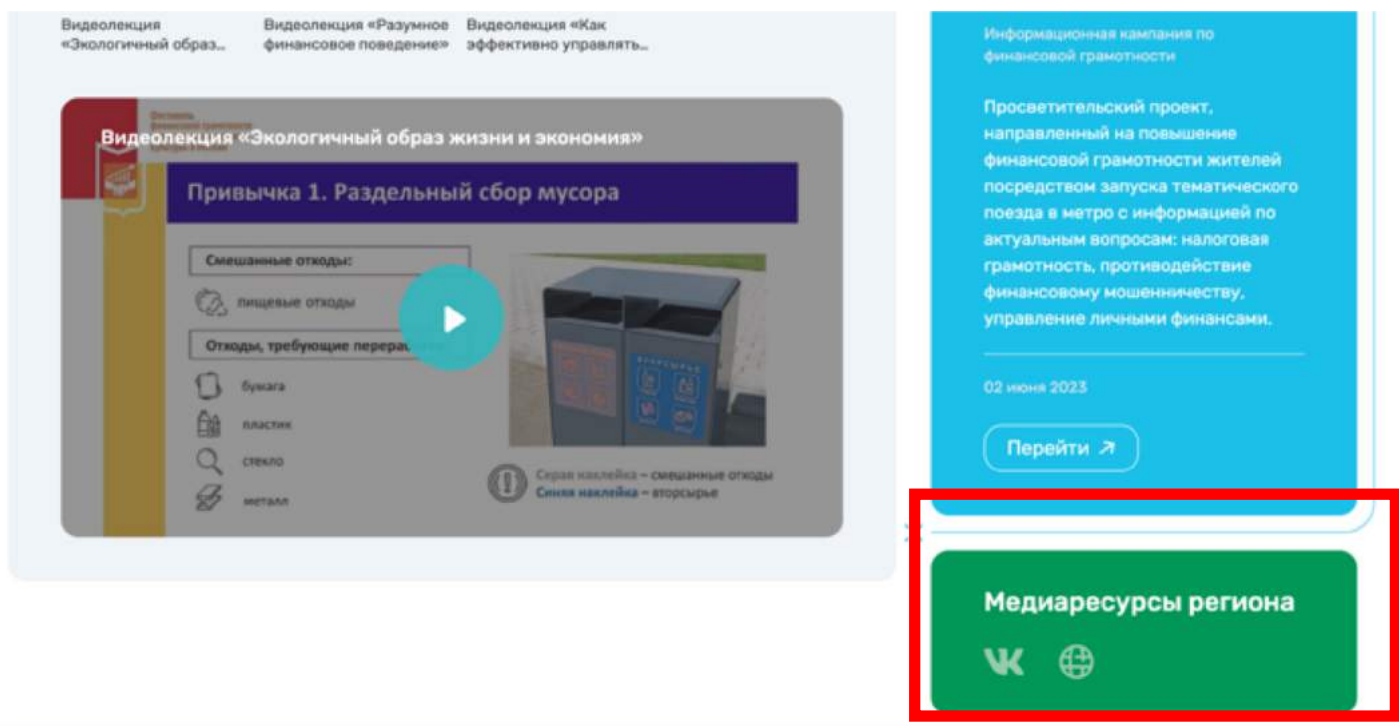 Видеолекция
«Экологичный образ…
Видеолекция «Разумное
финансовое поведение»
Видеолекция «Как
эффективно управлять…
Видеолекция «Экологичный образ жизни и экономия»
Привычка 1. Раздельный сбор мусора
Смешанные отходы:
пищевые отходы
Отходы, требующие
бумага
пластик
стекло
металл
Серая наклейка – смешанные отходы
Синяя наклейка – вторсырье
Информационная кампания по
финансовой грамотности
Просветительский проект,
направленный на повышение
финансовой грамотности жителей
посредством запуска тематического
поезда в метро с информацией по
актуальным вопросам: налоговая
грамотность, противодействие
финансовому мошенничеству,
управление личными финансами.
02 июня 2023
Перейти
Медиаресурсы региона